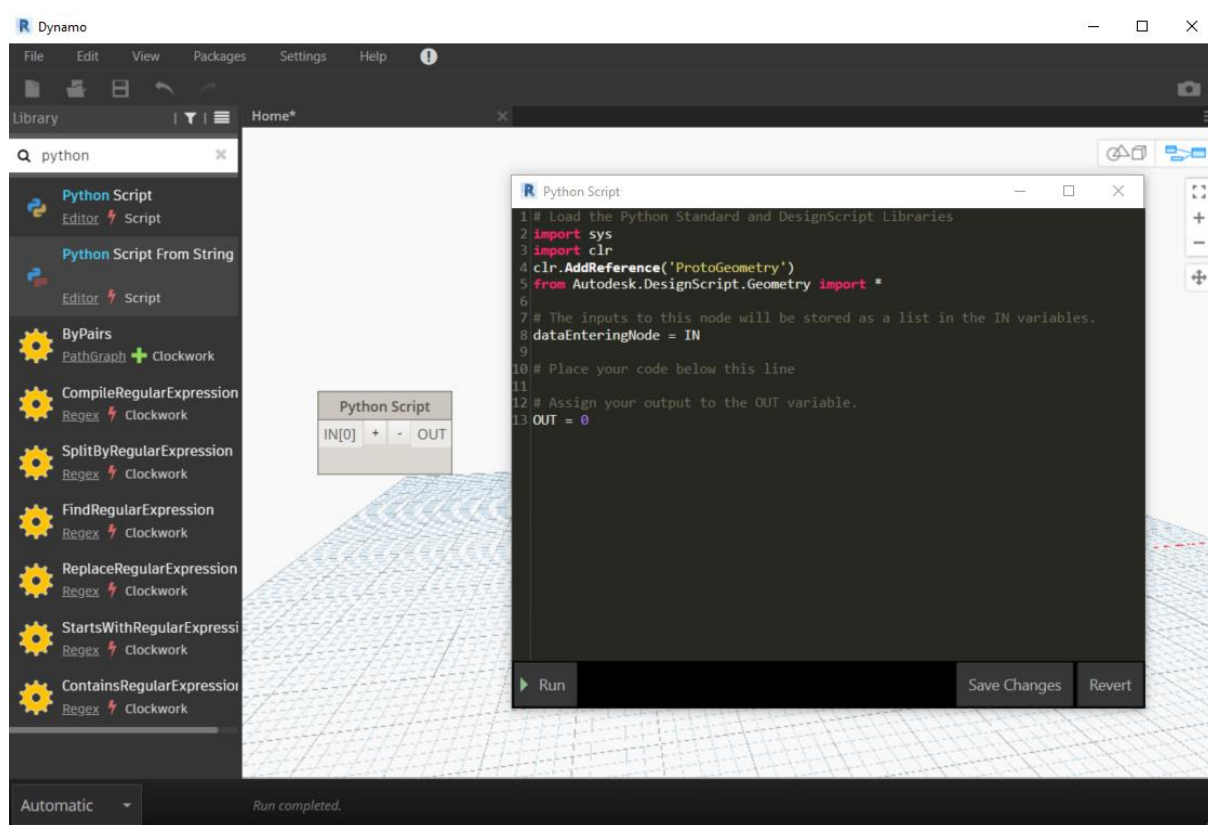 R Dynamo
File Edit View Packages Settings Help !
Library
Home*
python
Python Script
Editor Script
Python Script From String
Editor Script
ByPairs
PathGraph Clockwork
CompileRegularExpression
Regex Clockwork
SplitByRegularExpression
Regex Clockwork
FindRegularExpression
Regex Clockwork
ReplaceRegularExpression
Regex Clockwork
StartsWithRegularExpressi
Regex Clockwork
ContainsRegularExpression
Regex Clockwork
Python Script
IN[0] + - OUT
R Python Script
1 # Load the Python Standard and DesignScript Libraries
2 import sys
3 import clr
4 clr.AddReference('ProtoGeometry')
5 from Autodesk.DesignScript.Geometry import *
6
7 # The inputs to this node will be stored as a list in the IN variables.
8 dataEnteringNode = IN
9
10 # Place your code below this line
11
12 # Assign your output to the OUT variable.
13 OUT = 0
Run Save Changes Revert
Automatic Run completed.